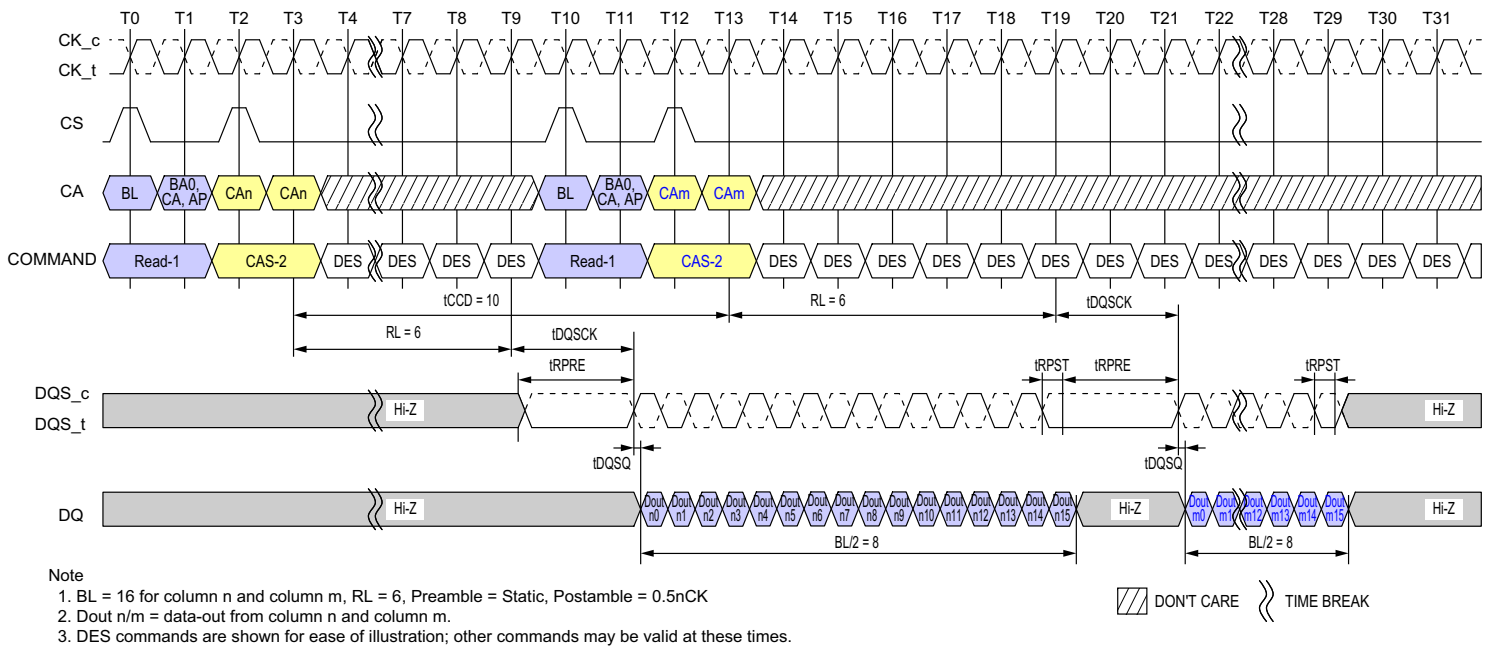 T0 T1 T2 T3 T4 T7 T8 T9 T10 T11 T12 T13 T14 T15 T16 T17 T18 T19 T20 T21 T22 T28 T29 T30 T31
CK_c
CK_t
CS
CA BL BA0, CA, AP CAn CAn BL BA0, CA, AP CAm CAm
COMMAND Read-1 CAS-2 DES DES DES DES Read-1 CAS-2 DES DES DES DES DES DES DES DES DES DES DES DES DES
tCCD = 10 RL = 6 tDQSCK
RL = 6 tDQSCK
tRPRE tRPST tRPRE tRPST
DQS_c
DQS_t
Hi-Z Hi-Z
tDQSQ tDQSQ
DQ Hi-Z Dout n0 Dout n1 Dout n2 Dout n3 Dout n4 Dout n5 Dout n6 Dout n7 Dout n8 Dout n9 Dout n10 Dout n11 Dout n12 Dout n13 Dout n14 Dout n15 Hi-Z Dout m0 Dout m1 Dout m12 Dout m13 Dout m14 Dout m15 Hi-Z
BL/2 = 8 BL/2 = 8
Note
1. BL = 16 for column n and column m, RL = 6, Preamble = Static, Postamble = 0.5nCK
2. Dout n/m = data-out from column n and column m.
3. DES commands are shown for ease of illustration; other commands may be valid at these times.
DON'T CARE TIME BREAK